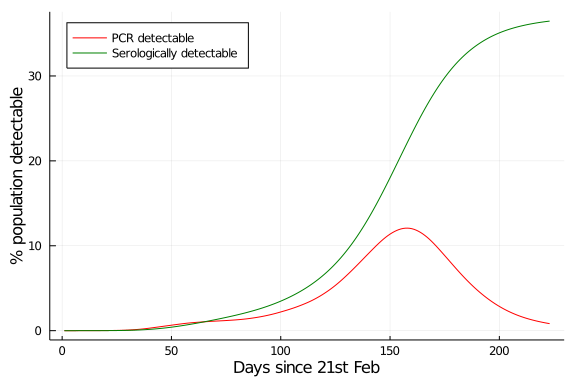 PCR detectable
Serologically detectable
% population detectable
30
20
10
0
0 50 100 150 200
Days since 21st Feb